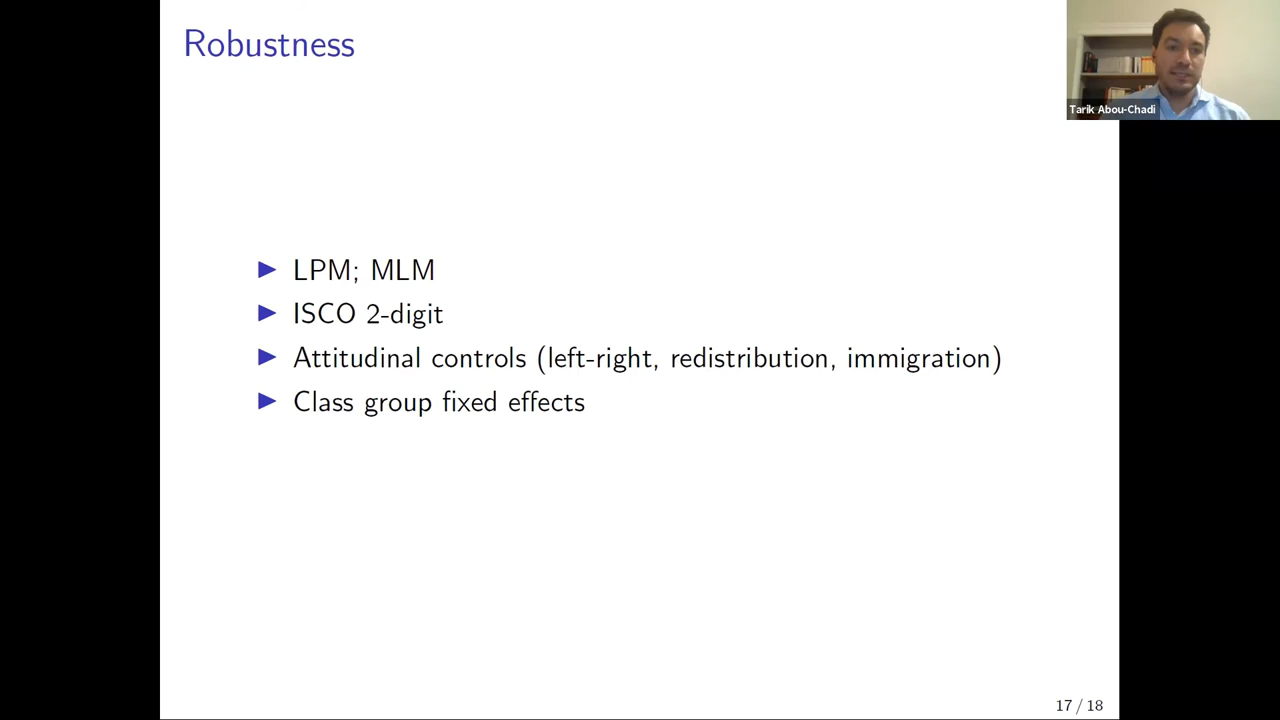 Robustness
Tarik Abou-Chadi
▶ LPM; MLM
▶ ISCO 2-digit
▶ Attitudinal controls (left-right, redistribution, immigration)
▶ Class group fixed effects
17 / 18